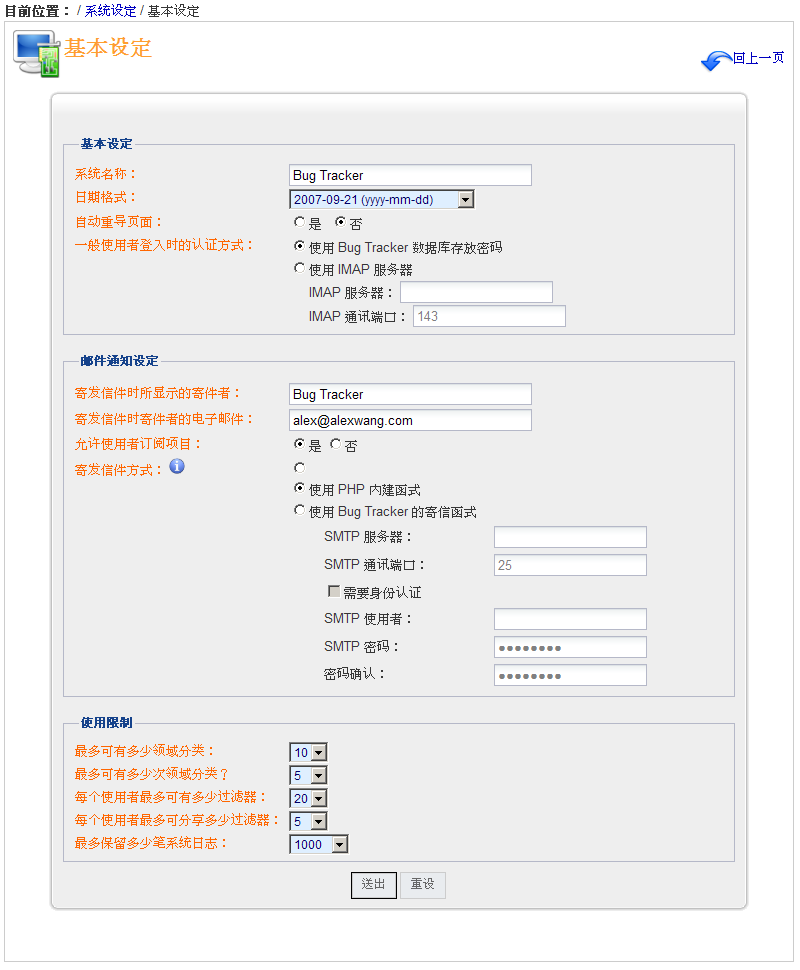 目前位置： / 系统设定 / 基本设定
基本设定
回上一页
基本设定
系统名称： Bug Tracker
日期格式： 2007-09-21 (yyyy-mm-dd)
自动重导页面： 是 否
一般使用者登入时的认证方式： 使用 Bug Tracker 数据库存放密码
使用 IMAP 服务器
IMAP 服务器：
IMAP 通讯端口： 143
邮件通知设定
寄发信件时所显示的寄件者： Bug Tracker
寄发信件时寄件者的电子邮件： alex@alexwang.com
允许使用者订阅项目： 是 否
寄发信件方式：
使用 PHP 内建函式
使用 Bug Tracker 的寄信函式
SMTP 服务器：
SMTP 通讯端口： 25
需要身份认证
SMTP 使用者：
SMTP 密码： ●●●●●●●●
密码确认： ●●●●●●●●
使用限制
最多可有多少领域分类： 10
最多可有多少次领域分类？ 5
每个使用者最多可有多少过滤器： 20
每个使用者最多可分享多少过滤器： 5
最多保留多少笔系统日志： 1000
送出 重设